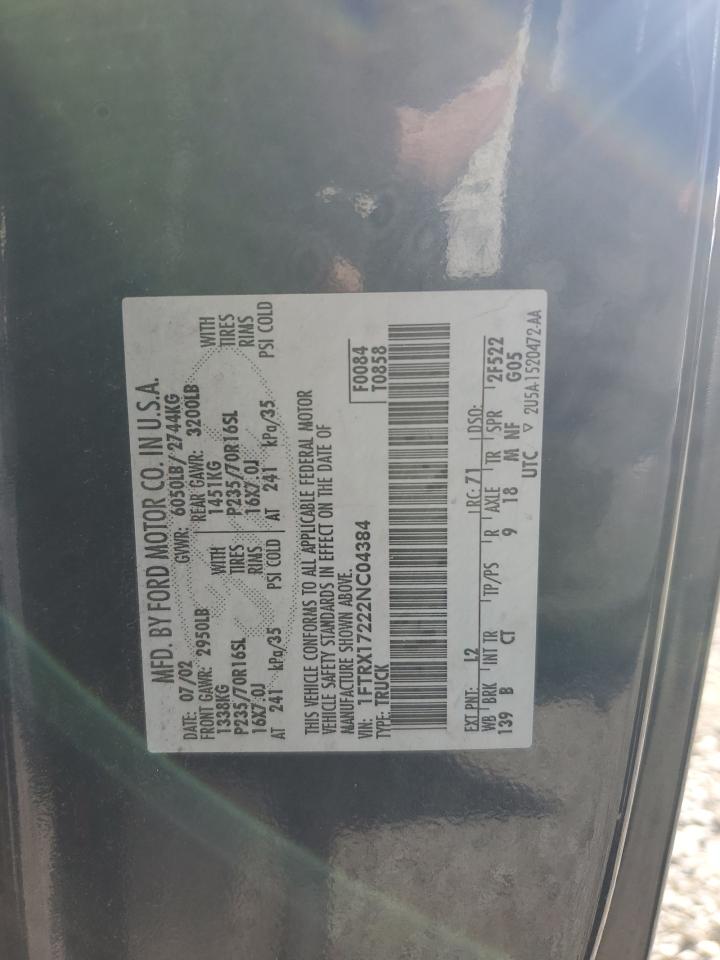 MFD. BY FORD MOTOR CO. IN U.S.A.
DATE: 07/02 GVWR: 6050LB/ 2744KG
FRONT GAWR: 2950LB REAR GAWR: 3200LB
1338KG WITH 1451KG WITH
P235/70R16SL TIRES P235/70R16SL TIRES
16X7.0J RIMS 16X7.0J RIMS
AT 241 kPa/35 PSI COLD AT 241 kPa/35 PSI COLD
THIS VEHICLE CONFORMS TO ALL APPLICABLE FEDERAL MOTOR
VEHICLE SAFETY STANDARDS IN EFFECT ON THE DATE OF
MANUFACTURE SHOWN ABOVE.
VIN: 1FTRX17222NC04384 F0084
TYPE: TRUCK T0858
EXT PNT: L2 RC: 71 DSO:
WB BRK INT TR TP/PS R AXLE TR SPR 2F522
139 B CT 9 18 M NF G05
UTC ▽ 2U5A-1520472-AA